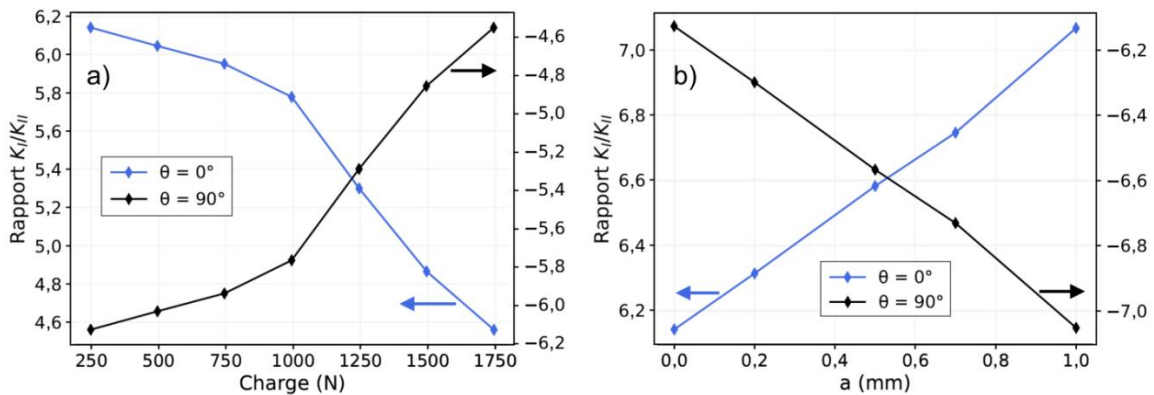 a)
Rapport K_I/K_II
6,2
6,0
5,8
5,6
5,4
5,2
5,0
4,8
4,6
θ = 0°
θ = 90°
−4,6
−4,8
−5,0
−5,2
−5,4
−5,6
−5,8
−6,0
−6,2
250 500 750 1000 1250 1500 1750
Charge (N)
b)
Rapport K_I/K_II
7,0
6,8
6,6
6,4
6,2
θ = 0°
θ = 90°
−6,2
−6,4
−6,6
−6,8
−7,0
0,0 0,2 0,4 0,6 0,8 1,0
a (mm)